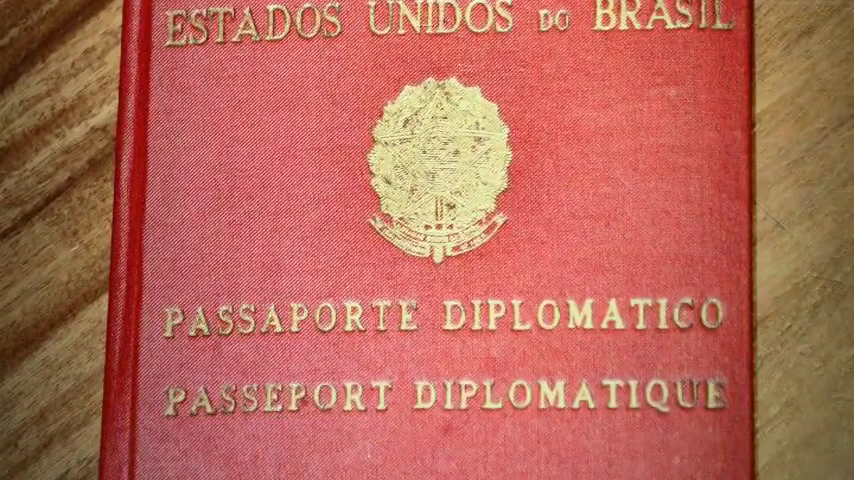 ESTADOS UNIDOS DO BRASIL
PASSAPORTE DIPLOMATICO
PASSEPORT DIPLOMATIQUE